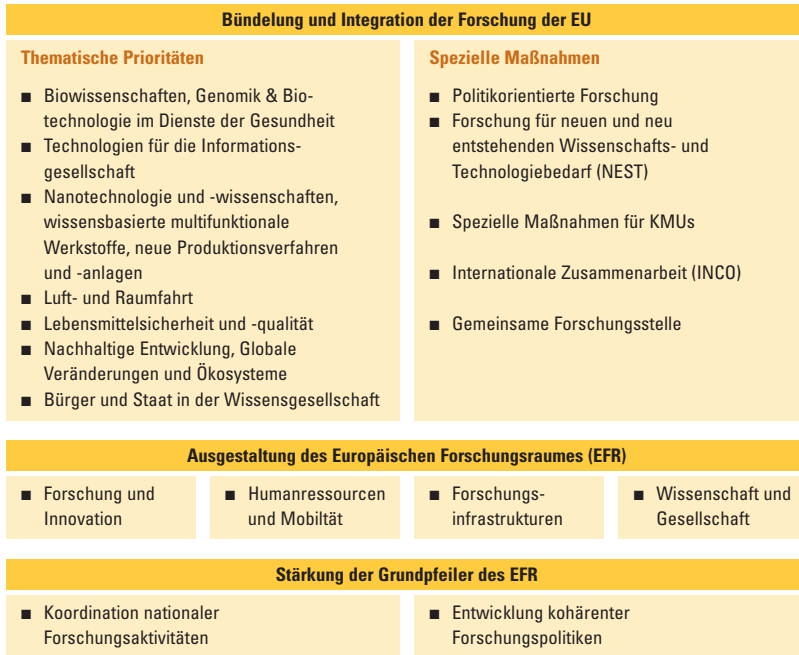 Bündelung und Integration der Forschung der EU
Thematische Prioritäten
■ Biowissenschaften, Genomik & Bio-
technologie im Dienste der Gesundheit
■ Technologien für die Informations-
gesellschaft
■ Nanotechnologie und -wissenschaften,
wissensbasierte multifunktionale
Werkstoffe, neue Produktionsverfahren
und -anlagen
■ Luft- und Raumfahrt
■ Lebensmittelsicherheit und -qualität
■ Nachhaltige Entwicklung, Globale
Veränderungen und Ökosysteme
■ Bürger und Staat in der Wissensgesellschaft
Spezielle Maßnahmen
■ Politikorientierte Forschung
■ Forschung für neuen und neu
entstehenden Wissenschafts- und
Technologiebedarf (NEST)
■ Spezielle Maßnahmen für KMUs
■ Internationale Zusammenarbeit (INCO)
■ Gemeinsame Forschungsstelle
Ausgestaltung des Europäischen Forschungsraumes (EFR)
■ Forschung und
Innovation
■ Humanressourcen
und Mobiltät
■ Forschungs-
infrastrukturen
■ Wissenschaft und
Gesellschaft
Stärkung der Grundpfeiler des EFR
■ Koordination nationaler
Forschungsaktivitäten
■ Entwicklung kohärenter
Forschungspolitiken